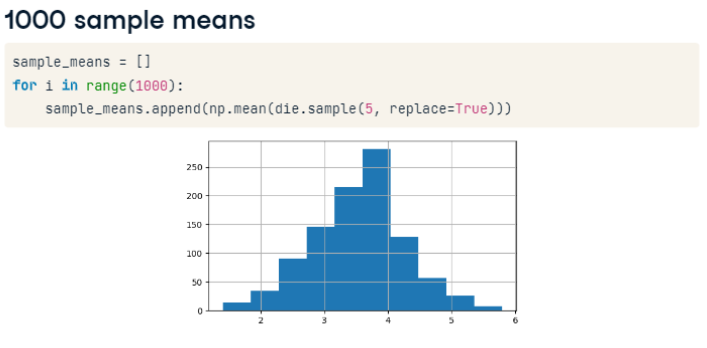 1000 sample means
sample_means = []
for i in range(1000):
    sample_means.append(np.mean(die.sample(5, replace=True)))
250
200
150
100
50
0
2 3 4 5 6